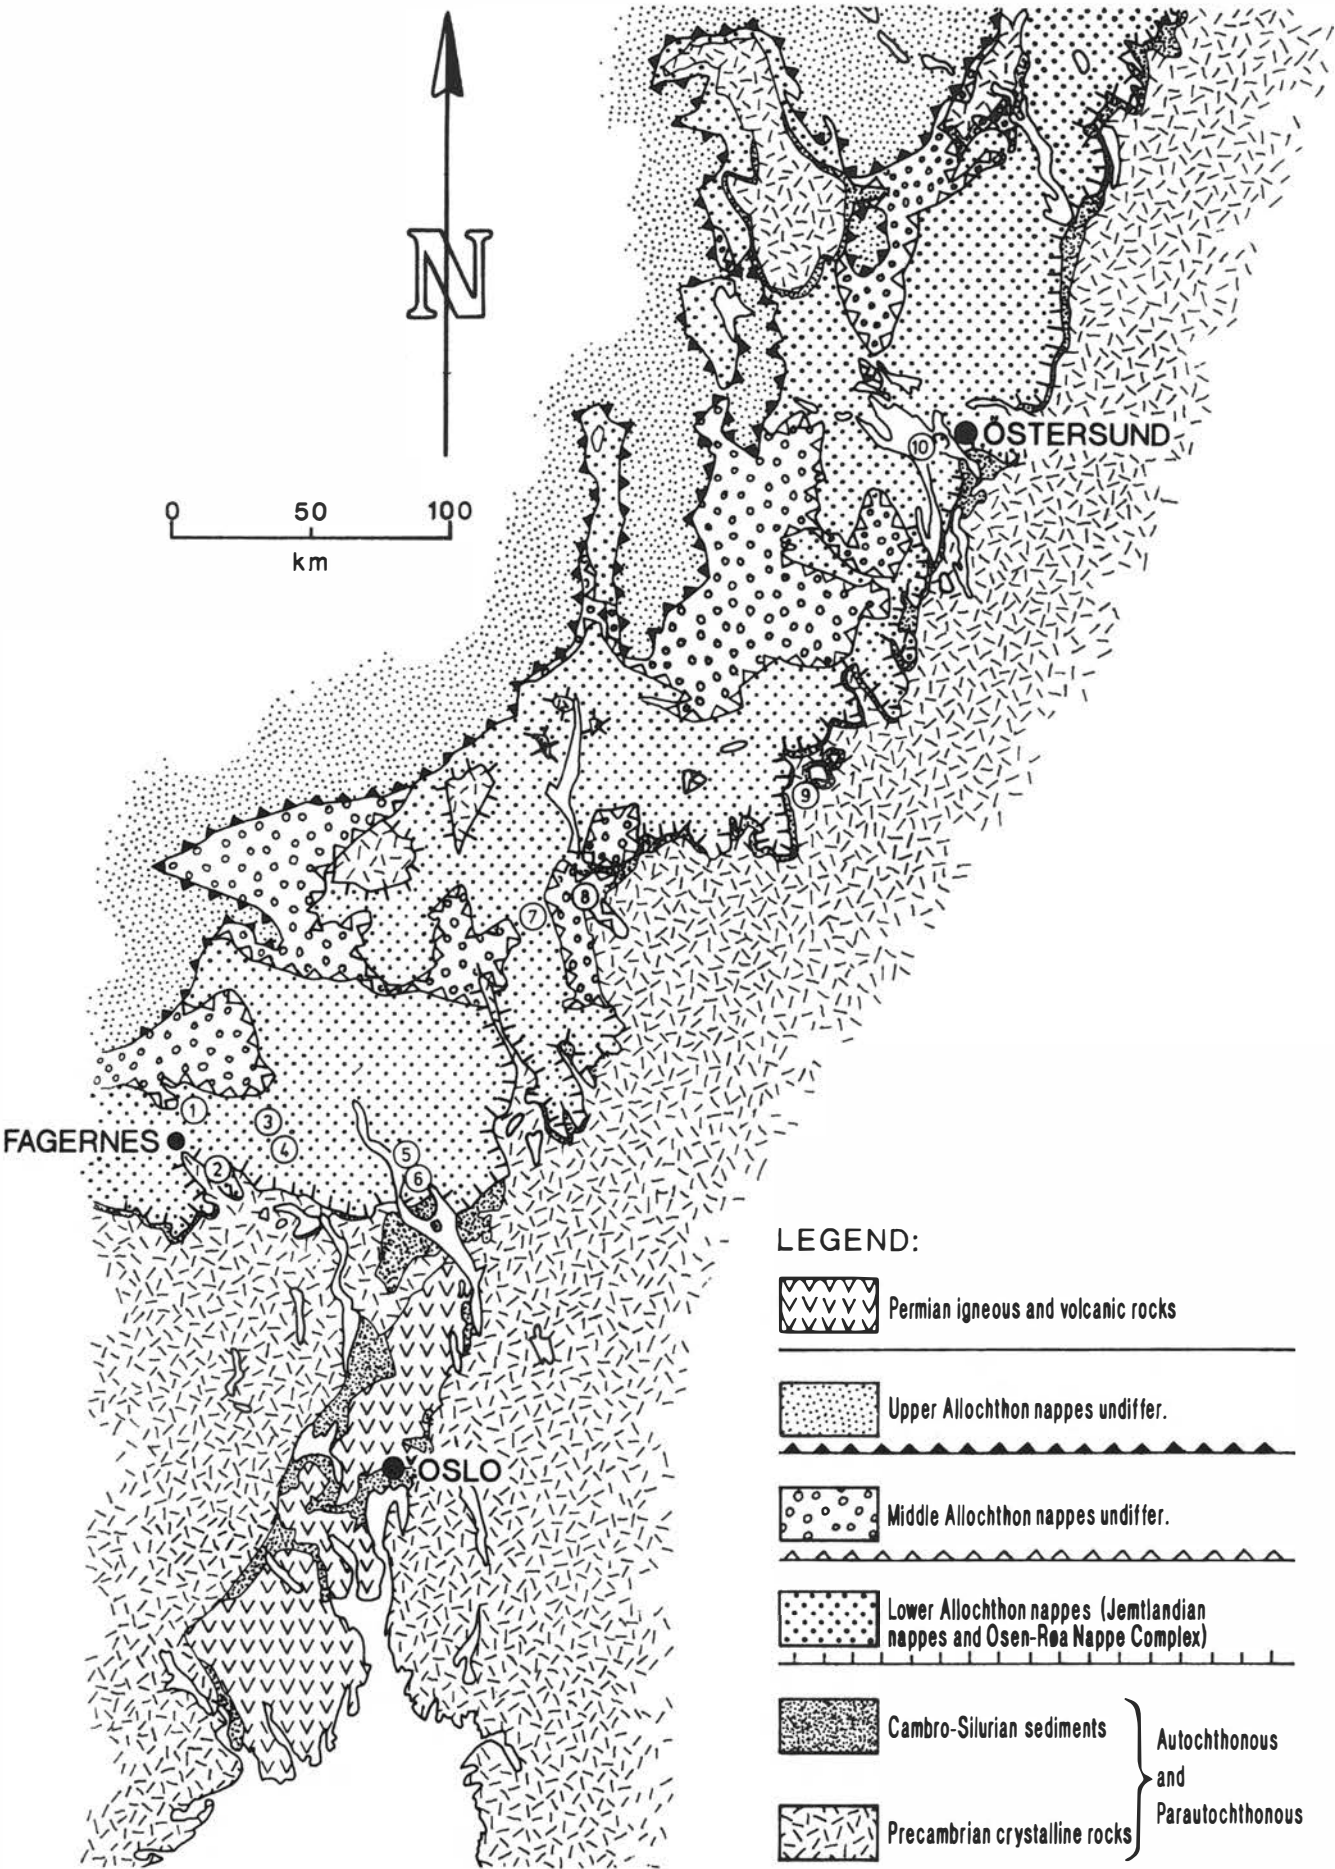 N
0 50 100
km
ÖSTERSUND
10
9
8
7
1
3
4
FAGERNES
5
2
6
OSLO
LEGEND:
Permian igneous and volcanic rocks
Upper Allochthon nappes undiffer.
Middle Allochthon nappes undiffer.
Lower Allochthon nappes (Jemtlandian
nappes and Osen-Røa Nappe Complex)
Cambro-Silurian sediments
Autochthonous
and
Parautochthonous
Precambrian crystalline rocks